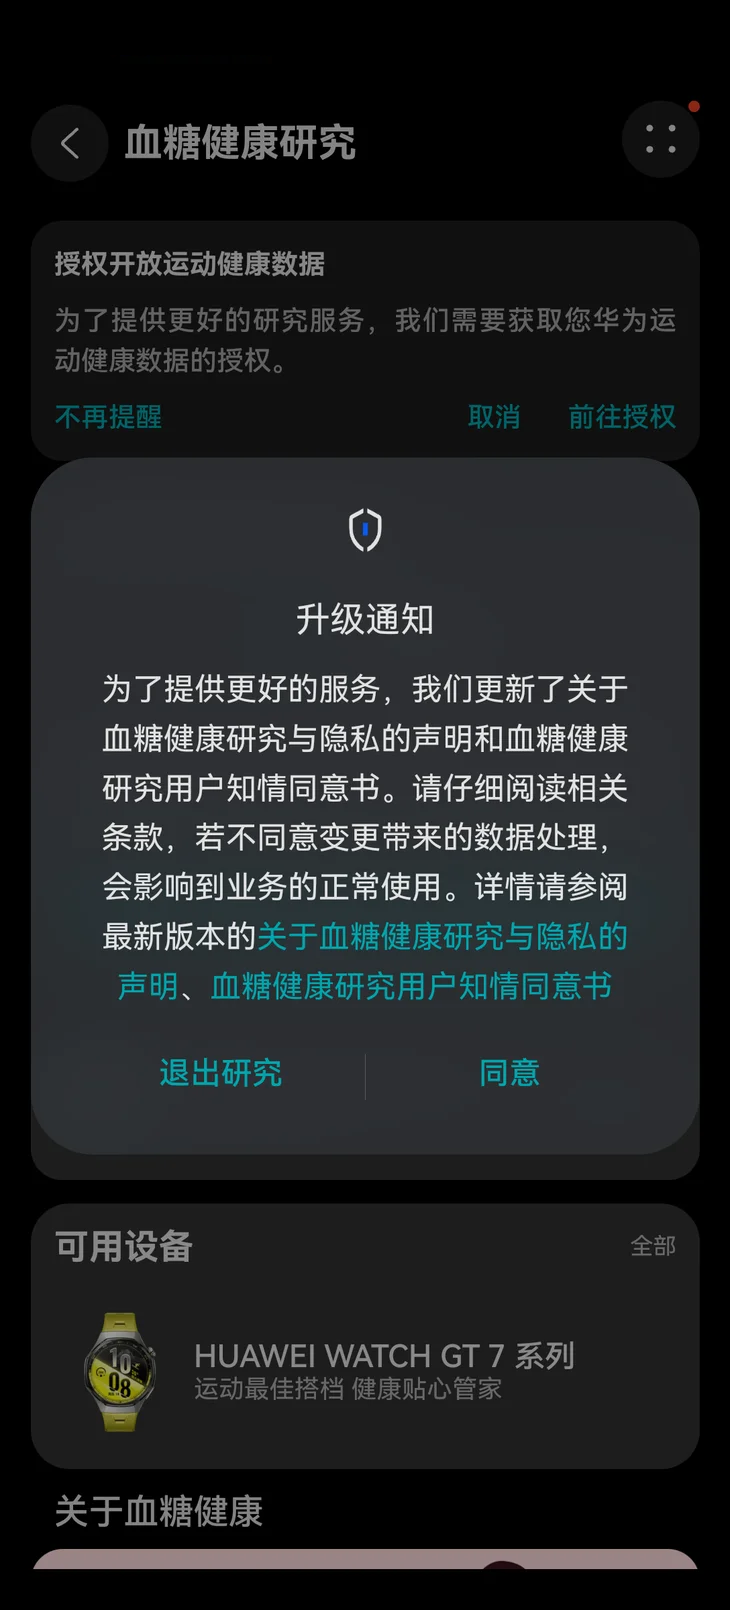 血糖健康研究
授权开放运动健康数据
为了提供更好的研究服务，我们需要获取您华为运
动健康数据的授权。
不再提醒 取消 前往授权
升级通知
为了提供更好的服务，我们更新了关于
血糖健康研究与隐私的声明和血糖健康
研究用户知情同意书。请仔细阅读相关
条款，若不同意变更带来的数据处理，
会影响到业务的正常使用。详情请参阅
最新版本的关于血糖健康研究与隐私的
声明、血糖健康研究用户知情同意书
退出研究 同意
可用设备 全部
10
08
HUAWEI WATCH GT 7 系列
运动最佳搭档 健康贴心管家
关于血糖健康